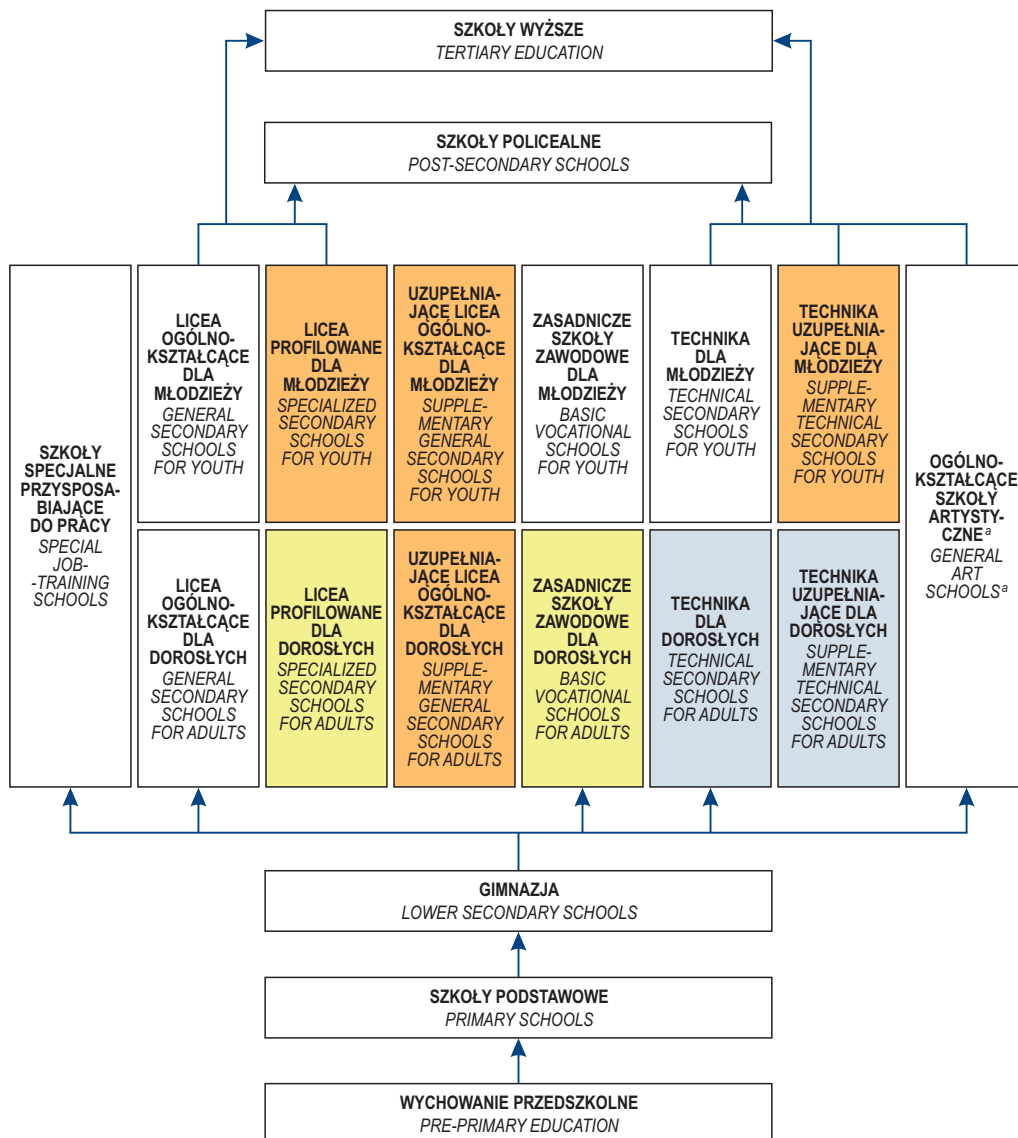 SZKOŁY WYŻSZE
TERTIARY EDUCATION
SZKOŁY POLICEALNE
POST-SECONDARY SCHOOLS
SZKOŁY
SPECJALNE
PRZYSPOSA-
BIAJĄCE
DO PRACY
SPECIAL
JOB-
-TRAINING
SCHOOLS
LICEA
OGÓLNO-
KSZTAŁCĄCE
DLA
MŁODZIEŻY
GENERAL
SECONDARY
SCHOOLS
FOR YOUTH
LICEA
PROFILOWANE
DLA
MŁODZIEŻY
SPECIALIZED
SECONDARY
SCHOOLS
FOR YOUTH
UZUPEŁNIA-
JĄCE LICEA
OGÓLNO-
KSZTAŁCĄCE
DLA
MŁODZIEŻY
SUPPLE-
MENTARY
GENERAL
SECONDARY
SCHOOLS
FOR YOUTH
ZASADNICZE
SZKOŁY
ZAWODOWE
DLA
MŁODZIEŻY
BASIC
VOCATIONAL
SCHOOLS
FOR YOUTH
TECHNIKA
DLA
MŁODZIEŻY
TECHNICAL
SECONDARY
SCHOOLS
FOR YOUTH
TECHNIKA
UZUPEŁNIA-
JĄCE DLA
MŁODZIEŻY
SUPPLE-
MENTARY
TECHNICAL
SECONDARY
SCHOOLS
FOR YOUTH
OGÓLNO-
KSZTAŁCĄCE
SZKOŁY
ARTYSTY-
CZNE a
GENERAL
ART
SCHOOLS a
LICEA
OGÓLNO-
KSZTAŁCĄCE
DLA
DOROSŁYCH
GENERAL
SECONDARY
SCHOOLS
FOR ADULTS
LICEA
PROFILOWANE
DLA
DOROSŁYCH
SPECIALIZED
SECONDARY
SCHOOLS
FOR ADULTS
UZUPEŁNIA-
JĄCE LICEA
OGÓLNO-
KSZTAŁCĄCE
DLA
DOROSŁYCH
SUPPLE-
MENTARY
GENERAL
SECONDARY
SCHOOLS
FOR ADULTS
ZASADNICZE
SZKOŁY
ZAWODOWE
DLA
DOROSŁYCH
BASIC
VOCATIONAL
SCHOOLS
FOR ADULTS
TECHNIKA
DLA
DOROSŁYCH
TECHNICAL
SECONDARY
SCHOOLS
FOR ADULTS
TECHNIKA
UZUPEŁNIA-
JĄCE DLA
DOROSŁYCH
SUPPLE-
MENTARY
TECHNICAL
SECONDARY
SCHOOLS
FOR ADULTS
GIMNAZJA
LOWER SECONDARY SCHOOLS
SZKOŁY PODSTAWOWE
PRIMARY SCHOOLS
WYCHOWANIE PRZEDSZKOLNE
PRE-PRIMARY EDUCATION